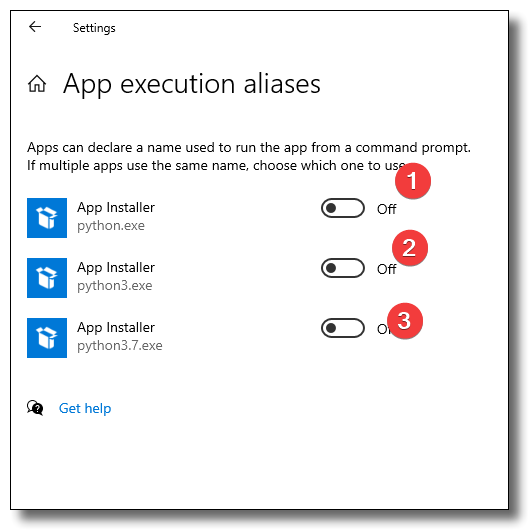 Settings
App execution aliases
Apps can declare a name used to run the app from a command prompt.
If multiple apps use the same name, choose which one to use
1
App Installer
Off
python.exe
2
App Installer
Off
python3.exe
3
App Installer
python3.7.exe
Get help